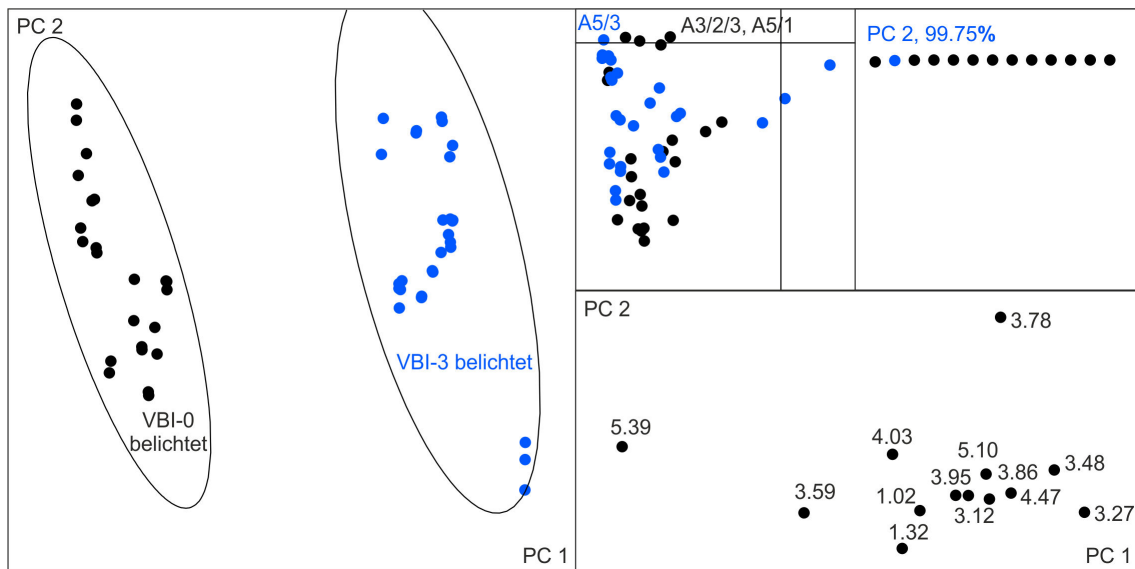 PC 2
VBI-0
belichtet
VBI-3 belichtet
PC 1
A5/3
A3/2/3, A5/1
PC 2, 99.75%
PC 2
3.78
5.39
4.03
5.10
3.95
3.86
3.48
3.59
1.02
3.12
4.47
3.27
1.32
PC 1